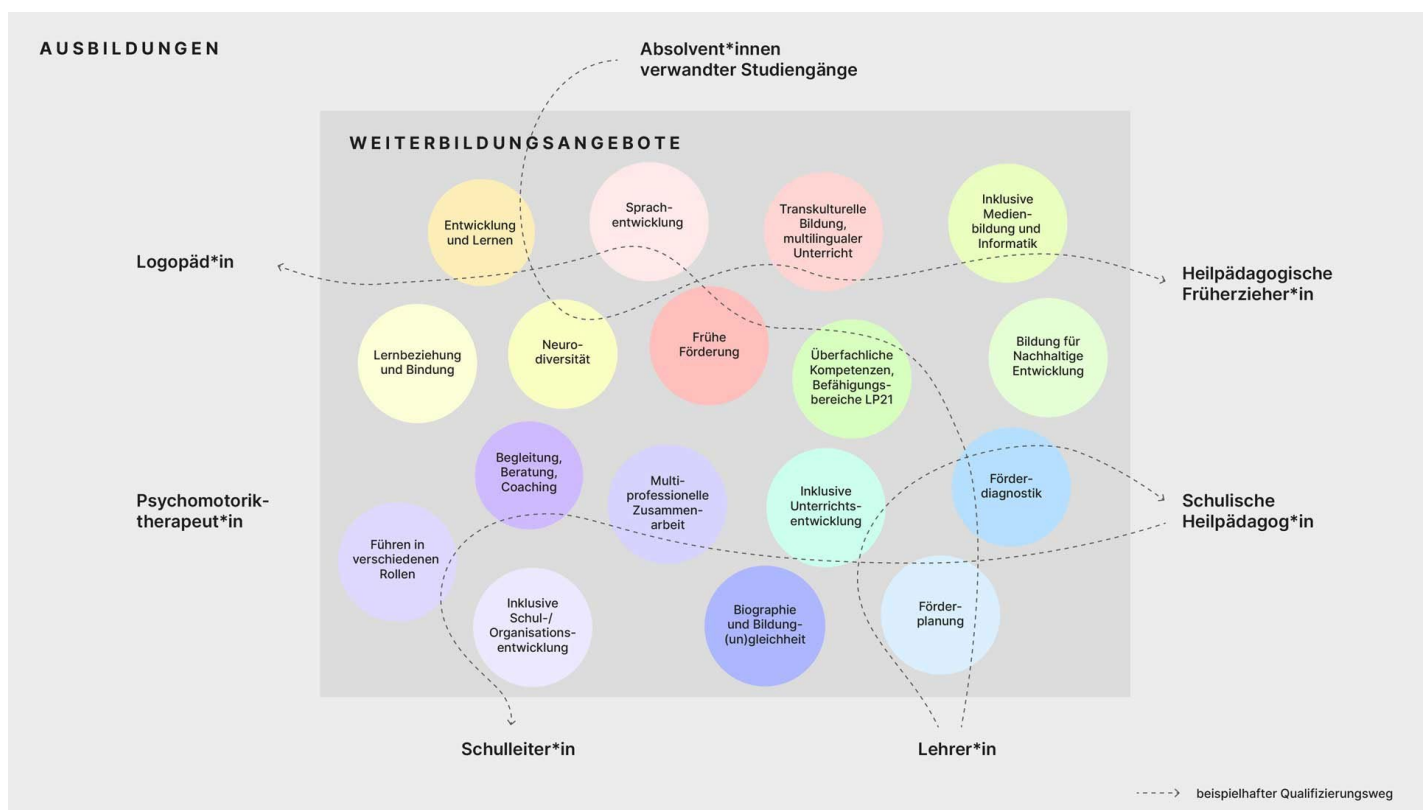 AUSBILDUNGEN
Absolvent*innen
verwandter Studiengänge
WEITERBILDUNGSANGEBOTE
Entwicklung
und Lernen
Sprach-
entwicklung
Transkulturelle
Bildung,
multilingualer
Unterricht
Inklusive
Medien-
bildung und
Informatik
Logopäd*in
Heilpädagogische
Früherzieher*in
Lernbeziehung
und Bindung
Neuro-
diversität
Frühe
Förderung
Überfachliche
Kompetenzen,
Befähigungs-
bereiche LP21
Bildung für
Nachhaltige
Entwicklung
Begleitung,
Beratung,
Coaching
Multi-
professionelle
Zusammen-
arbeit
Inklusive
Unterrichts-
entwicklung
Förder-
diagnostik
Psychomotorik-
therapeut*in
Schulische
Heilpädagog*in
Führen in
verschiedenen
Rollen
Inklusive
Schul-/
Organisations-
entwicklung
Biographie
und Bildung-
(un)gleichheit
Förder-
planung
Schulleiter*in
Lehrer*in
beispielhafter Qualifizierungsweg